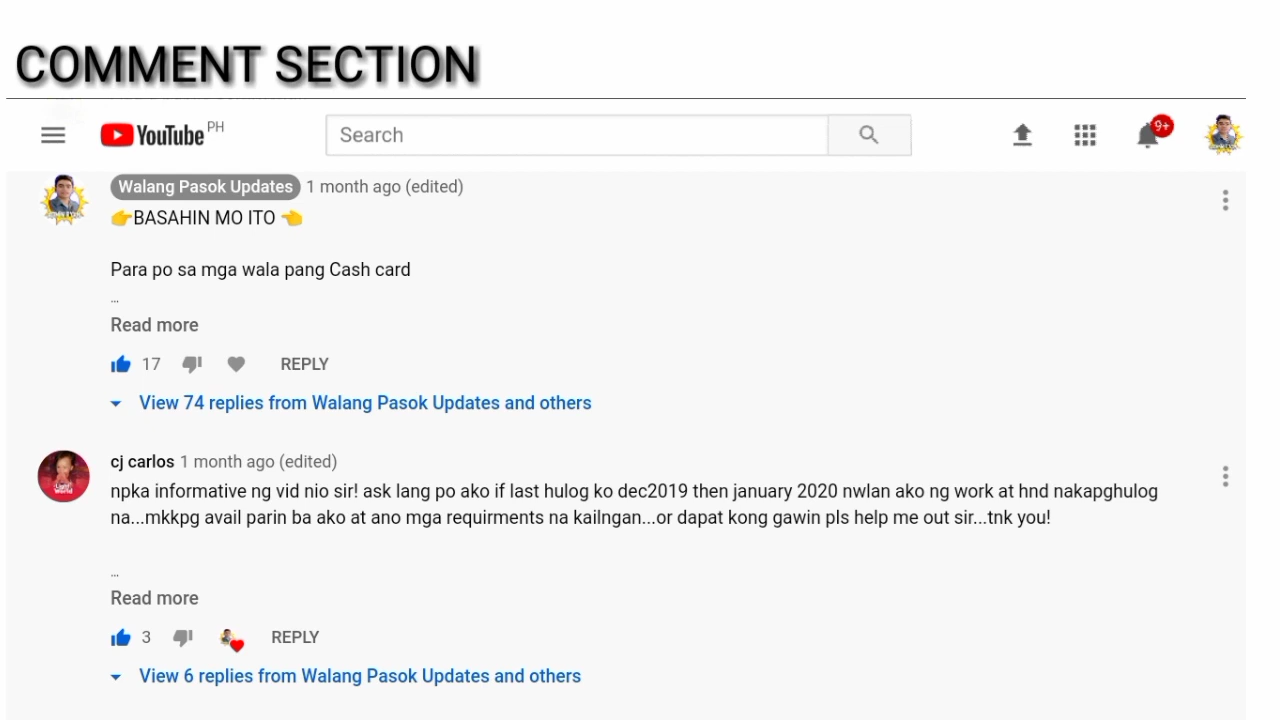 COMMENT SECTION
YouTube PH
Search
9+
Walang Pasok Updates 1 month ago (edited)
👉BASAHIN MO ITO 👈
Para po sa mga wala pang Cash card
...
Read more
17 REPLY
View 74 replies from Walang Pasok Updates and others
cj carlos 1 month ago (edited)
npka informative ng vid nio sir! ask lang po ako if last hulog ko dec2019 then january 2020 nwlan ako ng work at hnd nakapghulog
na...mkkpg avail parin ba ako at ano mga requirments na kailngan...or dapat kong gawin pls help me out sir...tnk you!
...
Read more
3 REPLY
View 6 replies from Walang Pasok Updates and others